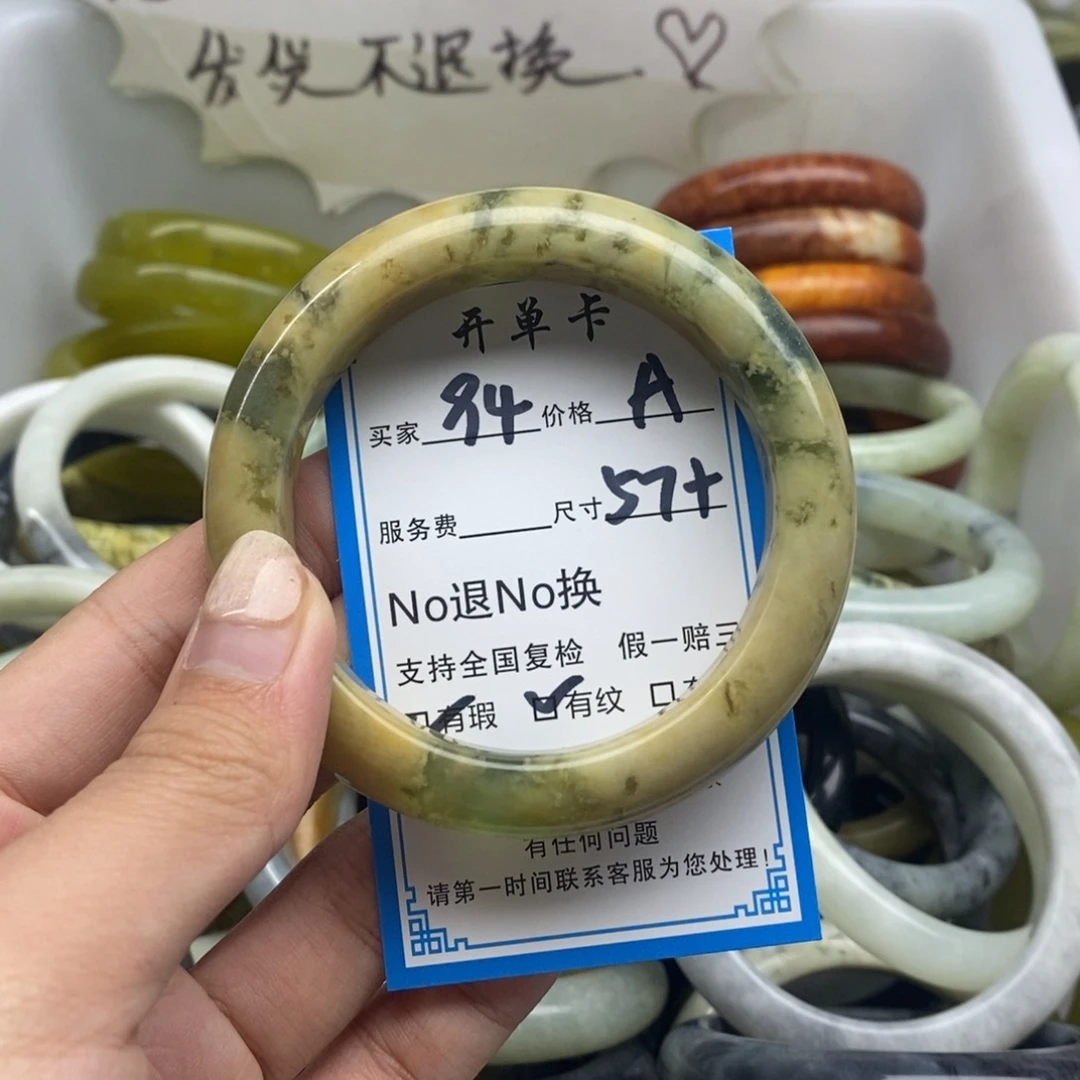 发货不退换.
开单卡
买家 94 价格 A
服务费 尺寸 57+
No退No换
支持全国复检 假一赔三
有瑕 有纹
有任何问题
请第一时间联系客服为您处理!